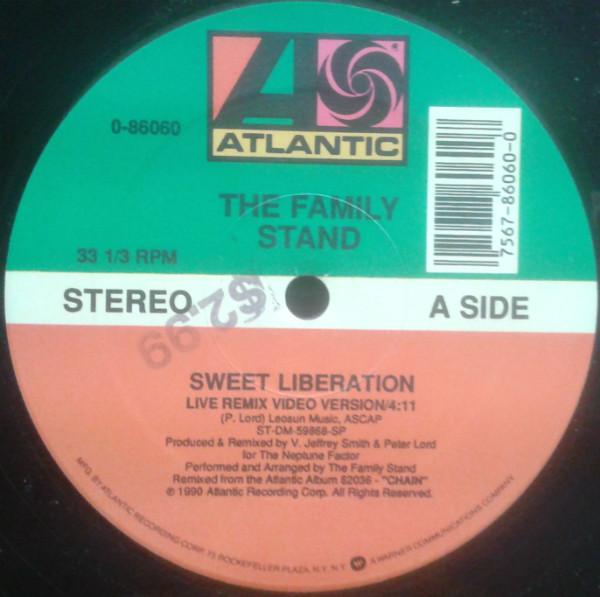 ATLANTIC
0-86060
7567-86060-0
THE FAMILY
STAND
33 1/3 RPM
STEREO
A SIDE
$2.99
SWEET LIBERATION
LIVE REMIX VIDEO VERSION/4:11
(P. Lord) Leosun Music, ASCAP
ST-DM-59868-SP
Produced & Remixed by V. Jeffrey Smith & Peter Lord
for The Neptune Factor
Performed and Arranged by The Family Stand
Remixed from the Atlantic Album 82036 - "CHAIN"
℗ 1990 Atlantic Recording Corp. All Rights Reserved.
MFG. BY ATLANTIC RECORDING CORP. 75 ROCKEFELLER PLAZA, N.Y. N.Y. A WARNER COMMUNICATIONS COMPANY